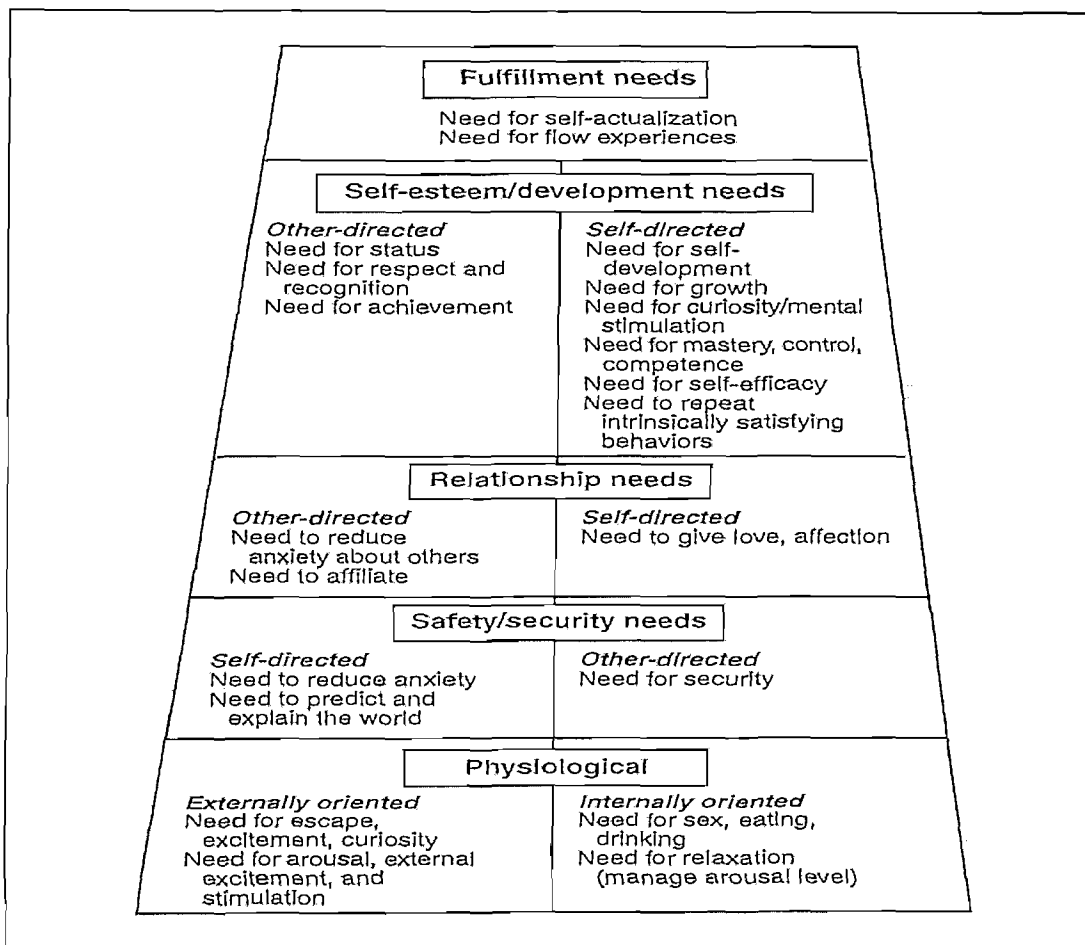 Fulfillment needs
Need for self-actualization
Need for flow experiences
Self-esteem/development needs
Other-directed
Need for status
Need for respect and
recognition
Need for achievement
Self-directed
Need for self-
development
Need for growth
Need for curiosity/mental
stimulation
Need for mastery, control,
competence
Need for self-efficacy
Need to repeat
intrinsically satisfying
behaviors
Relationship needs
Other-directed
Need to reduce
anxiety about others
Need to affiliate
Self-directed
Need to give love, affection
Safety/security needs
Self-directed
Need to reduce anxiety
Need to predict and
explain the world
Other-directed
Need for security
Physiological
Externally oriented
Need for escape,
excitement, curiosity
Need for arousal, external
excitement, and
stimulation
Internally oriented
Need for sex, eating,
drinking
Need for relaxation
(manage arousal level)